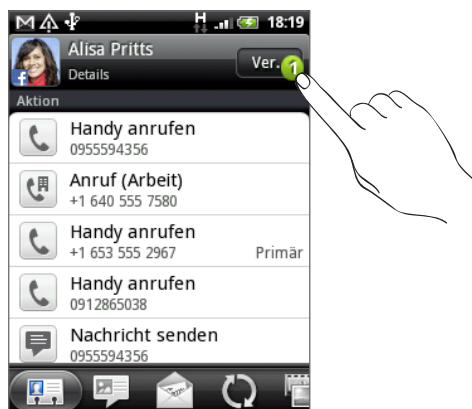 H 18:19
Alisa Pritts
Details
Ver. 1
Aktion
Handy anrufen
0955594356
Anruf (Arbeit)
+1 640 555 7580
Handy anrufen
+1 653 555 2967 Primär
Handy anrufen
0912865038
Nachricht senden
0955594356